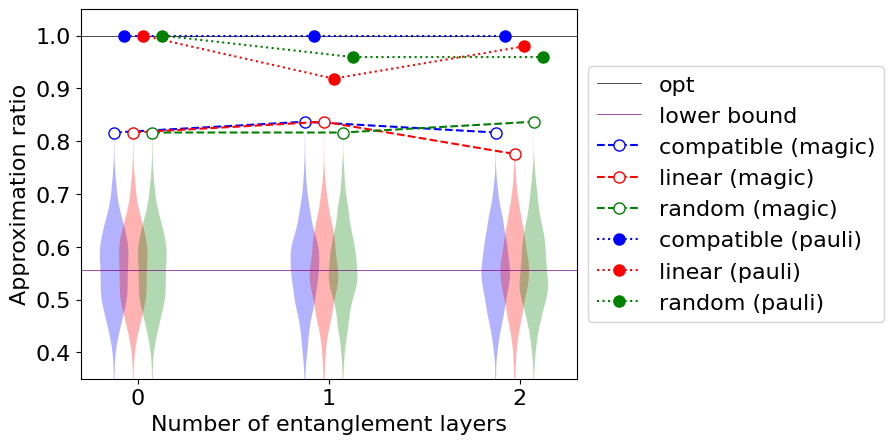 1.0
0.9
0.8
0.7
0.6
0.5
0.4
Approximation ratio
0 1 2
Number of entanglement layers
opt
lower bound
compatible (magic)
linear (magic)
random (magic)
compatible (pauli)
linear (pauli)
random (pauli)